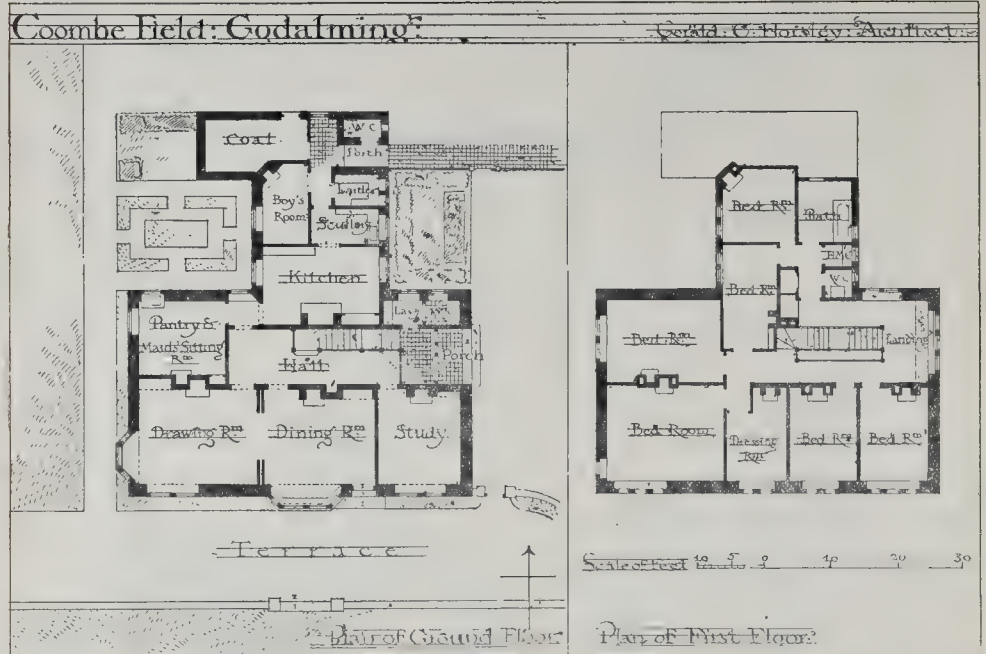 Coombe Field: Godalming:
Gerald: C: Horsley: Architect:
Coal
W C
Porch
Boy's
Room
Larder
Scullery
Kitchen
Pantry &
Maids' Sitting
Rm
Hall
Lav
Porch
Drawing Rm
Dining Rm
Study
Terrace
Plan of Ground Floor
Bed Rm
Bath
H.M.C
W C
Bed Rm
Bed Rm
Landing
Bed Room
Dressing
Rm
Bed Rm
Bed Rm
Scale of Feet 10 5 0 10 20 30
Plan of First Floor: